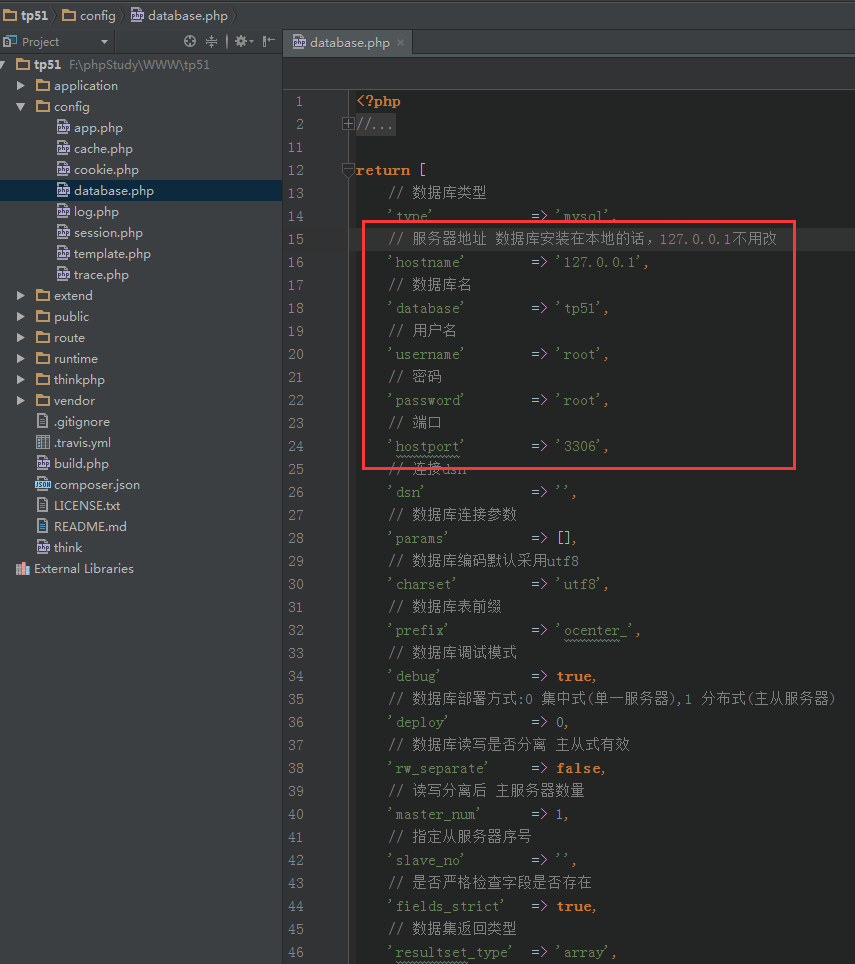 tp51 config database.php
Project
database.php
tp51 F:\phpStudy\WWW\tp51
application
config
app.php
cache.php
cookie.php
database.php
log.php
session.php
template.php
trace.php
extend
public
route
runtime
thinkphp
vendor
.gitignore
.travis.yml
build.php
composer.json
LICENSE.txt
README.md
think
External Libraries
1 <?php
2 //...
11
12 return [
13 // 数据库类型
14 'type' => 'mysql',
15 // 服务器地址 数据库安装在本地的话，127.0.0.1不用改
16 'hostname' => '127.0.0.1',
17 // 数据库名
18 'database' => 'tp51',
19 // 用户名
20 'username' => 'root',
21 // 密码
22 'password' => 'root',
23 // 端口
24 'hostport' => '3306',
25 // 连接dsn
26 'dsn' => '',
27 // 数据库连接参数
28 'params' => [],
29 // 数据库编码默认采用utf8
30 'charset' => 'utf8',
31 // 数据库表前缀
32 'prefix' => 'ocenter_',
33 // 数据库调试模式
34 'debug' => true,
35 // 数据库部署方式:0 集中式(单一服务器),1 分布式(主从服务器)
36 'deploy' => 0,
37 // 数据库读写是否分离 主从式有效
38 'rw_separate' => false,
39 // 读写分离后 主服务器数量
40 'master_num' => 1,
41 // 指定从服务器序号
42 'slave_no' => '',
43 // 是否严格检查字段是否存在
44 'fields_strict' => true,
45 // 数据集返回类型
46 'resultset_type' => 'array',